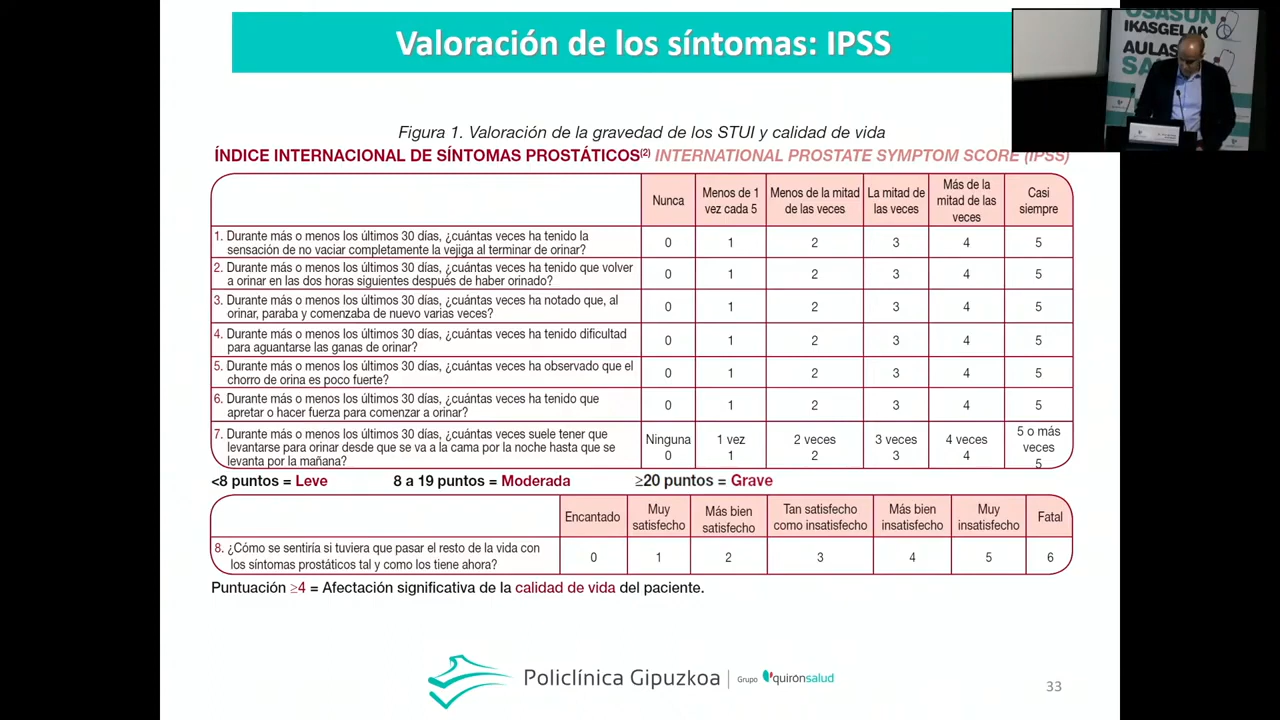 Valoración de los síntomas: IPSS
OSASUN
IKASGELAK
AULAS
Figura 1. Valoración de la gravedad de los STUI y calidad de vida
ÍNDICE INTERNACIONAL DE SÍNTOMAS PROSTÁTICOS(2) INTERNATIONAL PROSTATE SYMPTOM SCORE (IPSS)
Nunca
Menos de 1
vez cada 5
Menos de la mitad
de las veces
La mitad de
las veces
Más de la
mitad de las
veces
Casi
siempre
1. Durante más o menos los últimos 30 días, ¿cuántas veces ha tenido la
sensación de no vaciar completamente la vejiga al terminar de orinar?
0 1 2 3 4 5
2. Durante más o menos los últimos 30 días, ¿cuántas veces ha tenido que volver
a orinar en las dos horas siguientes después de haber orinado?
0 1 2 3 4 5
3. Durante más o menos los últimos 30 días, ¿cuántas veces ha notado que, al
orinar, paraba y comenzaba de nuevo varias veces?
0 1 2 3 4 5
4. Durante más o menos los últimos 30 días, ¿cuántas veces ha tenido dificultad
para aguantarse las ganas de orinar?
0 1 2 3 4 5
5. Durante más o menos los últimos 30 días, ¿cuántas veces ha observado que el
chorro de orina es poco fuerte?
0 1 2 3 4 5
6. Durante más o menos los últimos 30 días, ¿cuántas veces ha tenido que
apretar o hacer fuerza para comenzar a orinar?
0 1 2 3 4 5
7. Durante más o menos los últimos 30 días, ¿cuántas veces suele tener que
levantarse para orinar desde que se va a la cama por la noche hasta que se
levanta por la mañana?
Ninguna
0
1 vez
1
2 veces
2
3 veces
3
4 veces
4
5 o más
veces
5
<8 puntos = Leve 8 a 19 puntos = Moderada ≥20 puntos = Grave
Encantado
Muy
satisfecho
Más bien
satisfecho
Tan satisfecho
como insatisfecho
Más bien
insatisfecho
Muy
insatisfecho
Fatal
8. ¿Cómo se sentiría si tuviera que pasar el resto de la vida con
los síntomas prostáticos tal y como los tiene ahora?
0 1 2 3 4 5 6
Puntuación ≥4 = Afectación significativa de la calidad de vida del paciente.
Policlínica Gipuzkoa Grupo quirónsalud
33